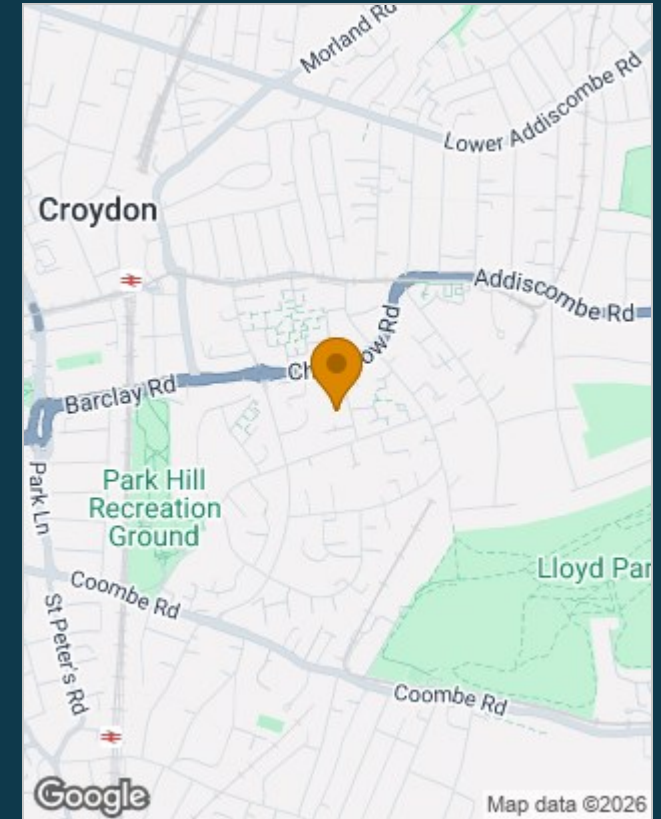 Morland Rd
Lower Addiscombe Rd
Croydon
Addiscombe Rd
Barclay Rd
Park Ln
Park Hill
Recreation
Ground
Lloyd Par
Coombe Rd
St Peter's Rd
Coombe Rd
Google
Map data ©2026